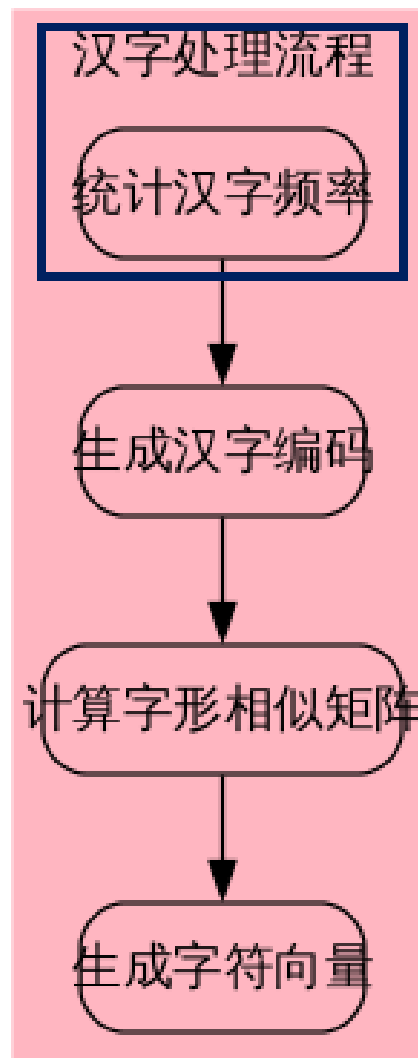 汉字处理流程
统计汉字频率
生成汉字编码
计算字形相似矩阵
生成字符向量